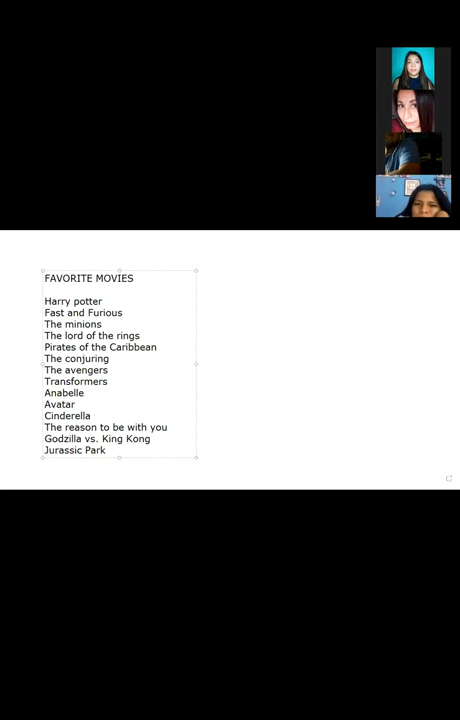 FAVORITE MOVIES
Harry potter
Fast and Furious
The minions
The lord of the rings
Pirates of the Caribbean
The conjuring
The avengers
Transformers
Anabelle
Avatar
Cinderella
The reason to be with you
Godzilla vs. King Kong
Jurassic Park